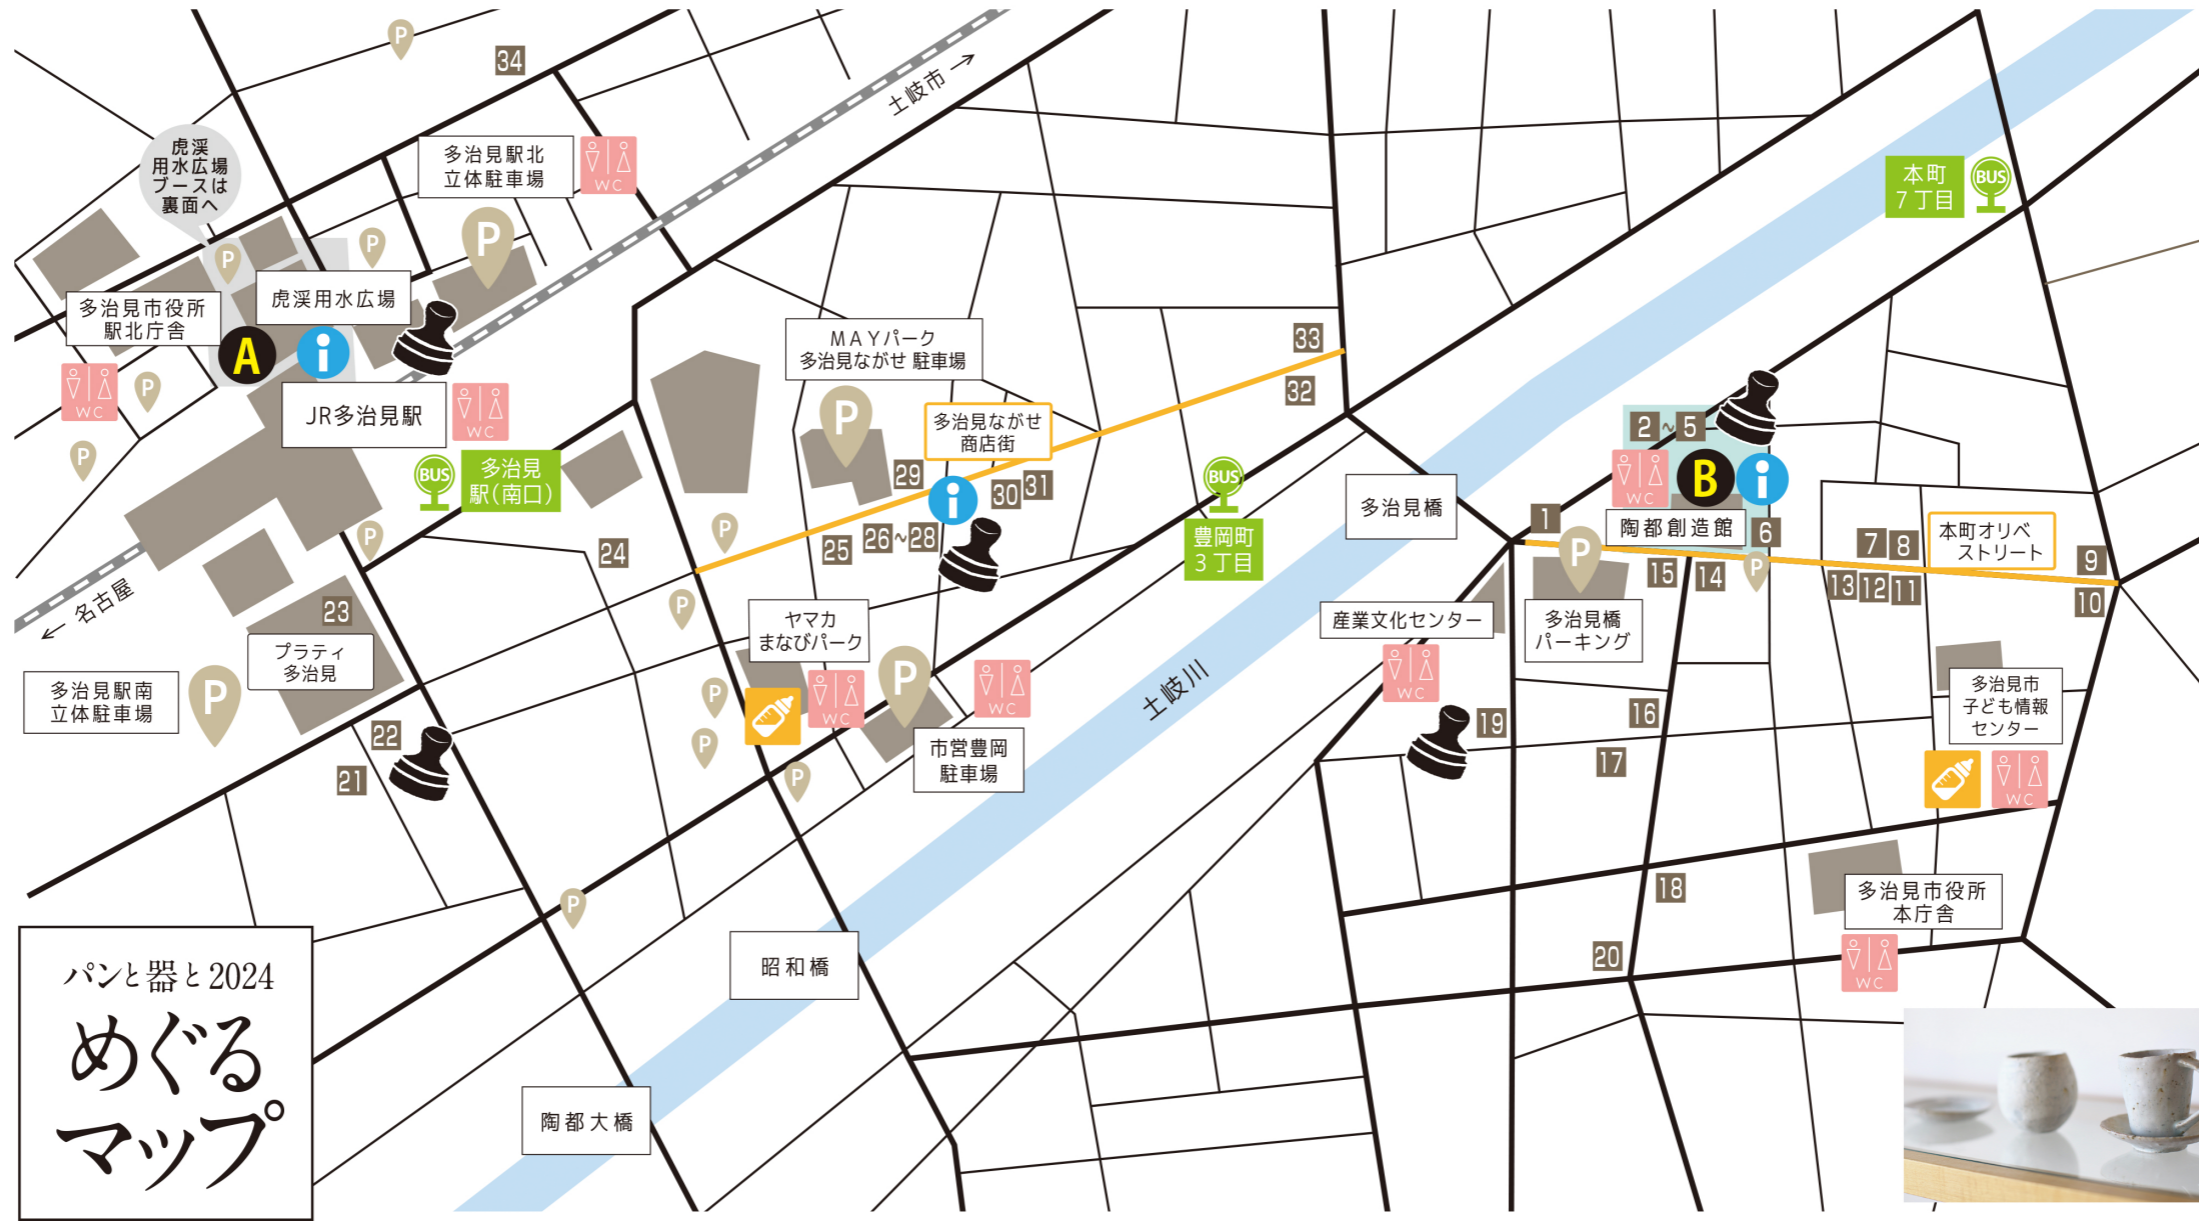 P
34
土岐市 →
虎渓
用水広場
ブースは
裏面へ
多治見駅北
立体駐車場
WC
P
P
P
本町
7丁目
BUS
多治見市役所
駅北庁舎
虎渓用水広場
A
i
WC
P
JR多治見駅
WC
P
MAYパーク
多治見ながせ 駐車場
P
33
32
多治見ながせ
商店街
29
i
30
31
25
26~28
BUS
多治見
駅(南口)
P
24
P
BUS
豊岡町
3丁目
多治見橋
2~5
WC
B
i
陶都創造館
1
P
6
P
15
14
7
8
本町オリベ
ストリート
9
10
13
12
11
← 名古屋
23
プラティ
多治見
多治見駅南
立体駐車場
P
22
21
P
ヤマカ
まなびパーク
WC
P
WC
P
P
P
市営豊岡
駐車場
土岐川
産業文化センター
WC
多治見橋
パーキング
19
16
17
多治見市
子ども情報
センター
WC
18
多治見市役所
本庁舎
WC
20
P
昭和橋
陶都大橋
パンと器と2024
めぐる
マップ